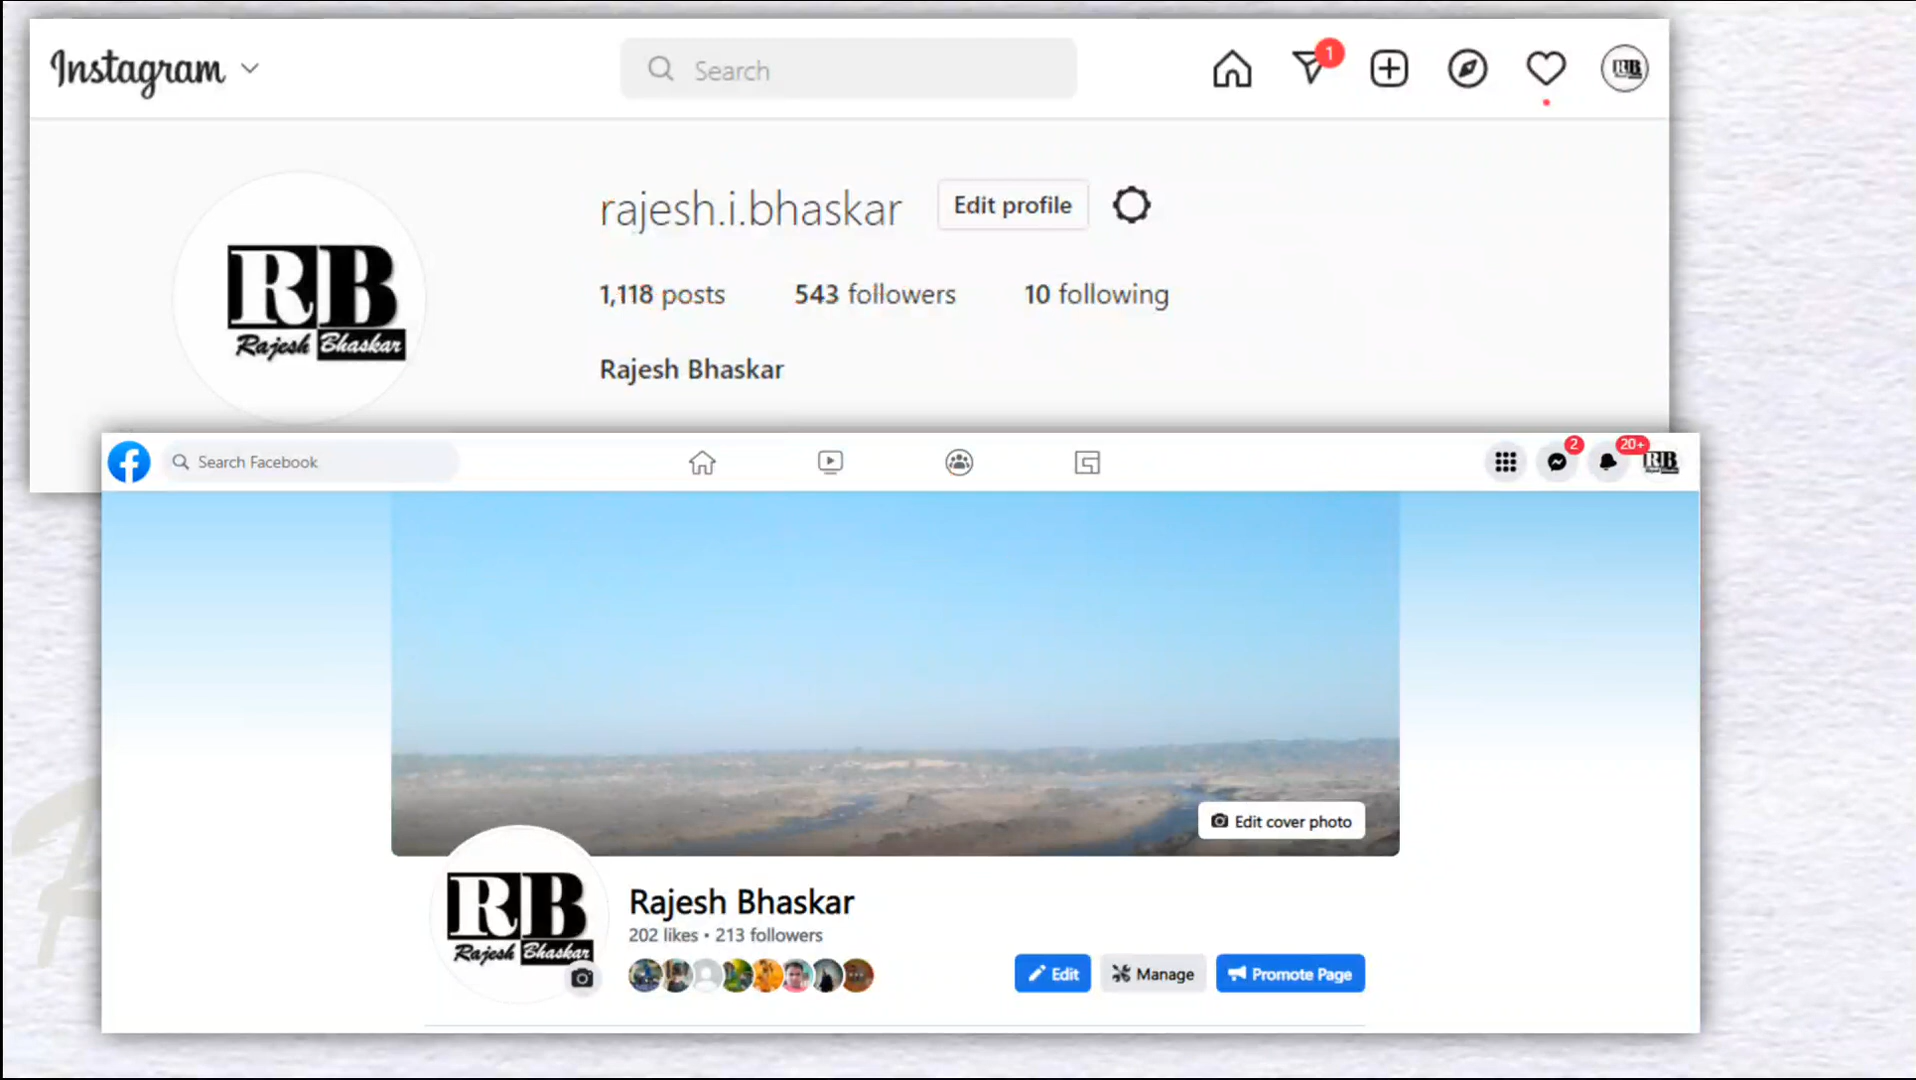 Instagram
Search
1
RB
rajesh.i.bhaskar
Edit profile
1,118 posts 543 followers 10 following
RB
Rajesh Bhaskar
Rajesh Bhaskar
Search Facebook
2
20+
RB
Edit cover photo
RB
Rajesh Bhaskar
Rajesh Bhaskar
202 likes • 213 followers
Edit
Manage
Promote Page